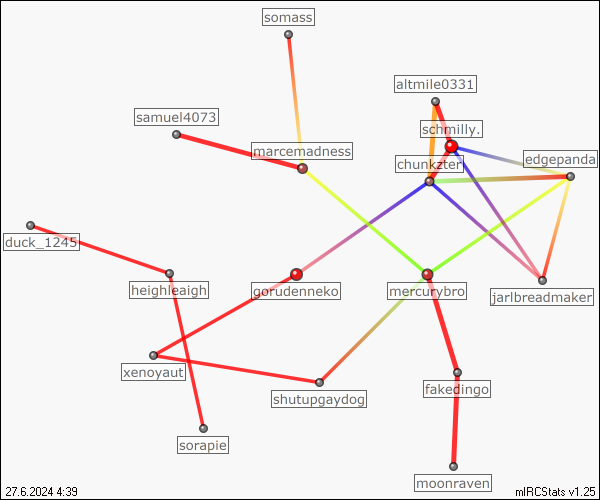 somass
altmile0331
samuel4073
schmilly.
marcemadness
chunkzter
edgepanda
duck_1245
heighleaigh
gorudenneko
mercurybro
jarlbreadmaker
xenoyaut
shutupgaydog
fakedingo
sorapie
moonraven
27.6.2024 4:39
mIRCStats v1.25